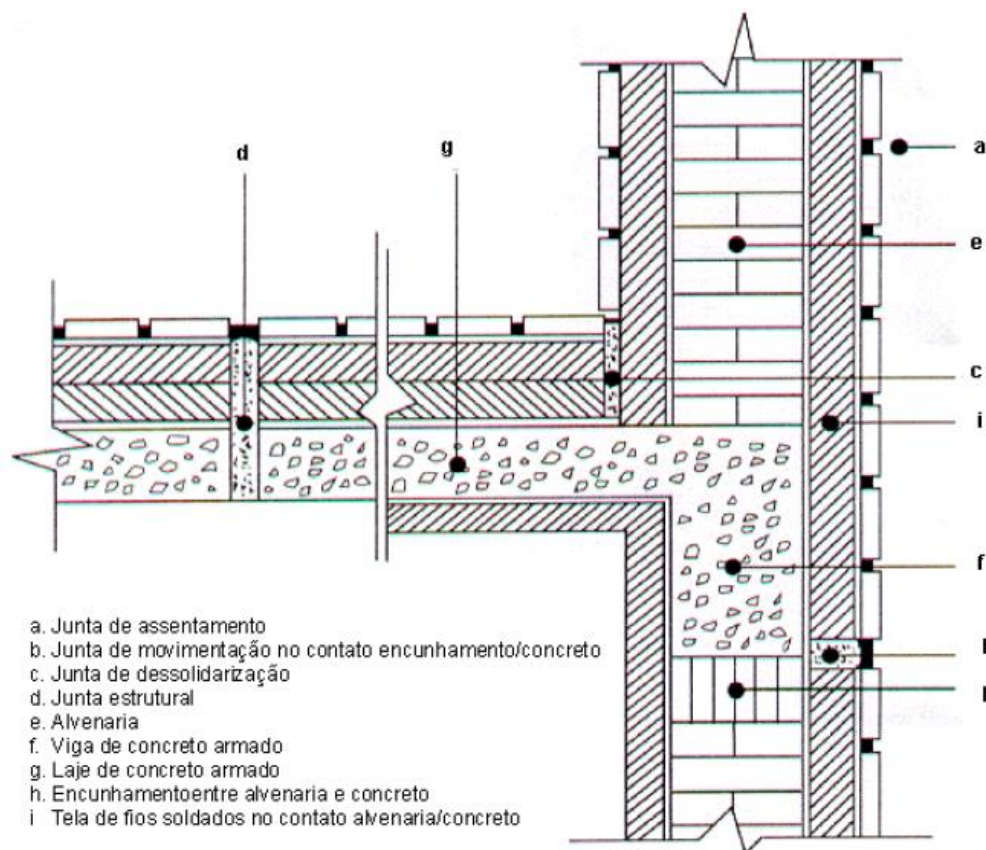 d
g
a
e
c
i
f
a. Junta de assentamento
b. Junta de movimentação no contato encunhamento/concreto
c. Junta de dessolidarização
d. Junta estrutural
e. Alvenaria
f. Viga de concreto armado
g. Laje de concreto armado
h. Encunhamentoentre alvenaria e concreto
i Tela de fios soldados no contato alvenaria/concreto